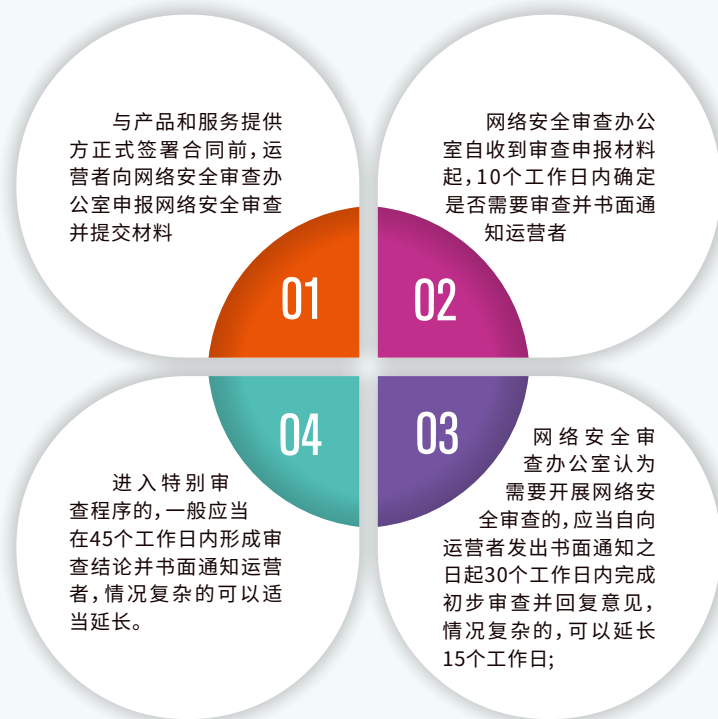 与产品和服务提供
方正式签署合同前,运
营者向网络安全审查办
公室申报网络安全审查
并提交材料
01
网络安全审查办公
室自收到审查申报材料
起,10个工作日内确定
是否需要审查并书面通
知运营者
02
网络安全审
查办公室认为
需要开展网络安
全审查的,应当自向
运营者发出书面通知之
日起30个工作日内完成
初步审查并回复意见,
情况复杂的,可以延长
15个工作日;
03
进入特别审
查程序的,一般应当
在45个工作日内形成审
查结论并书面通知运营
者,情况复杂的可以适
当延长。
04